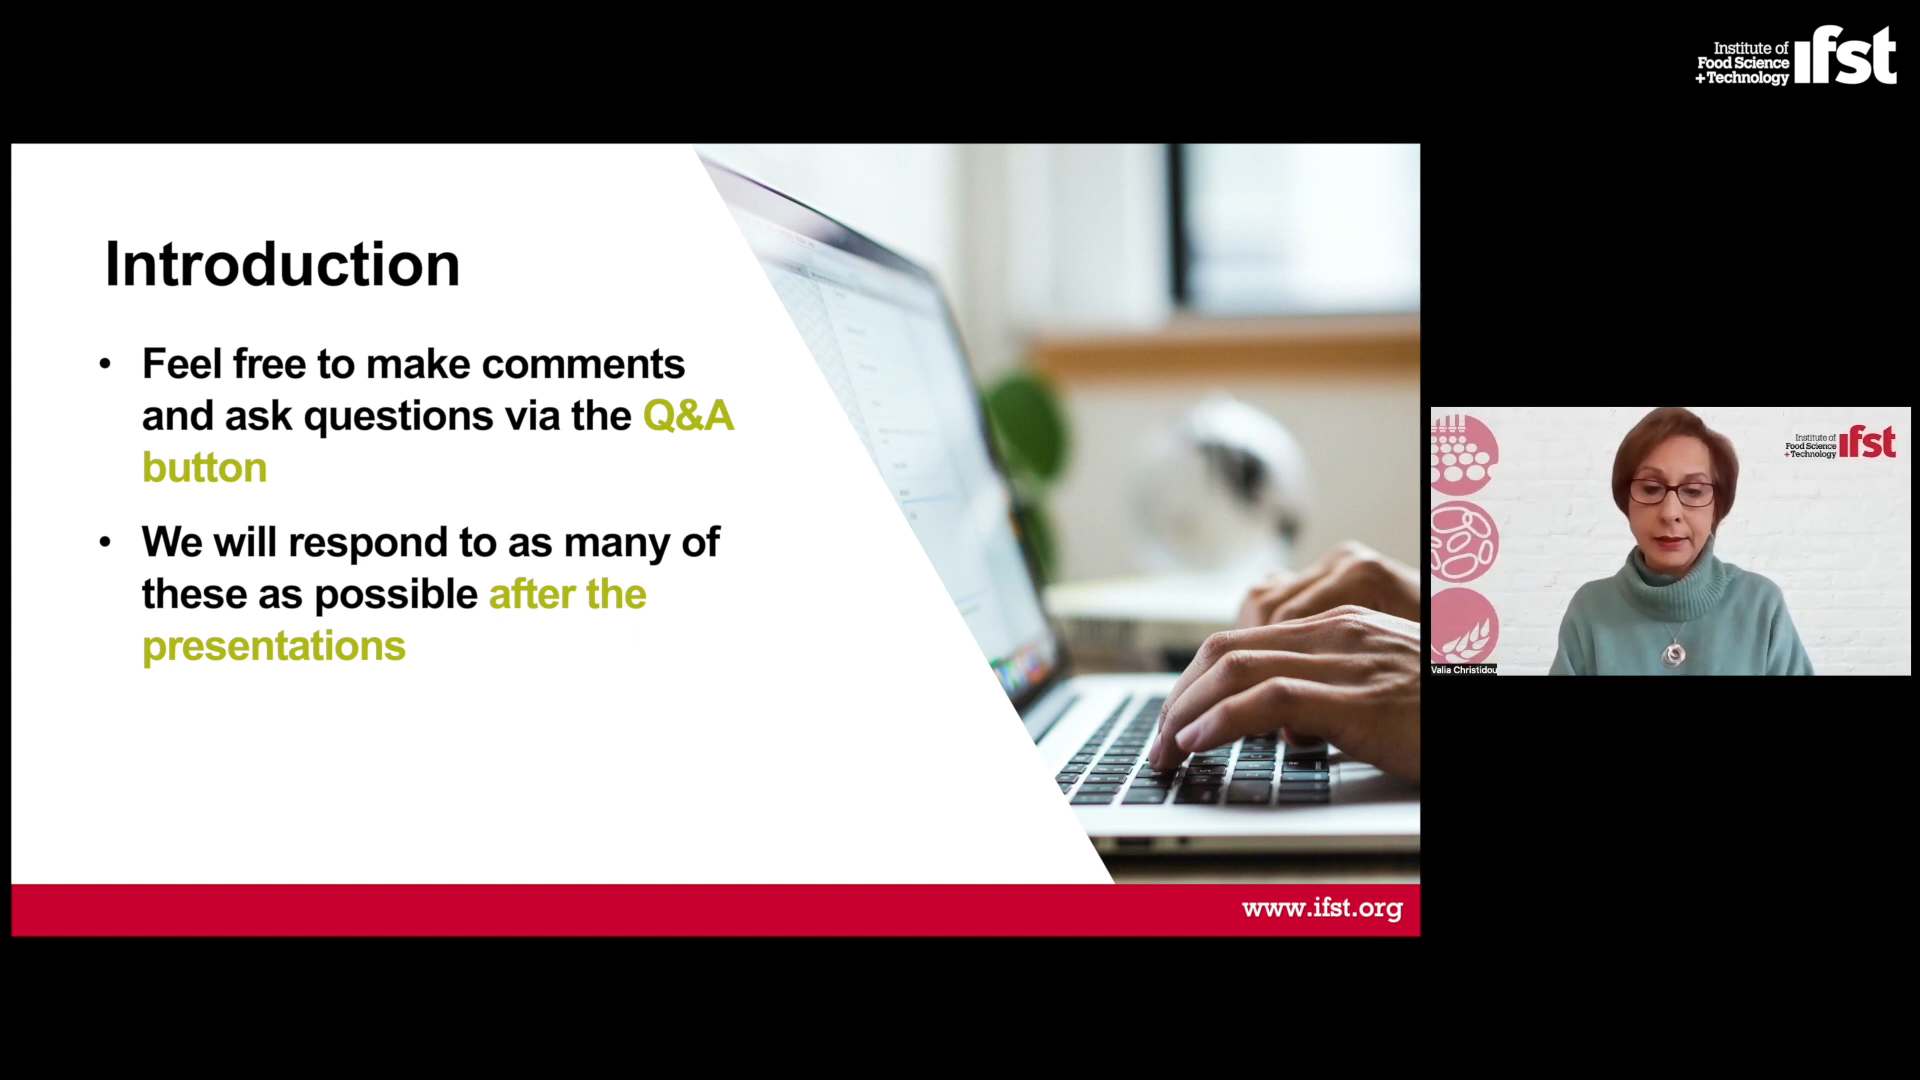 Institute of
Food Science
+Technology
ifst
Introduction
• Feel free to make comments
and ask questions via the Q&A
button
• We will respond to as many of
these as possible after the
presentations
www.ifst.org
Institute of
Food Science
+Technology
ifst
Valia Christidou